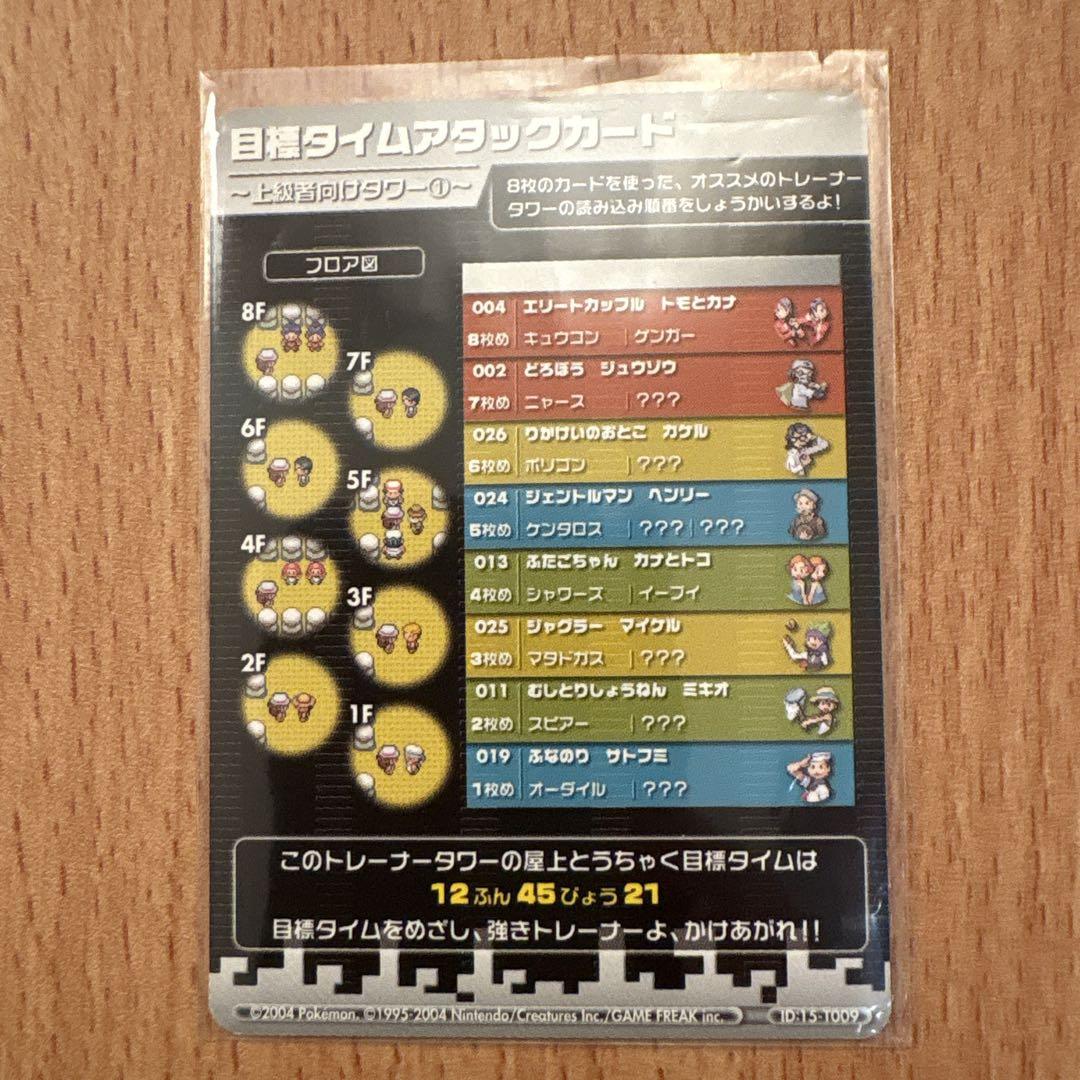 目標タイムアタックカード
〜上級者向けタワー①〜
8枚のカードを使った、オススメのトレーナー
タワーの読み込み順番をしょうかいするよ!
フロア図
8F
7F
6F
5F
4F
3F
2F
1F
004 エリートカップル トモとカナ
8枚め キュウコン ゲンガー
002 どろぼう ジュウゾウ
7枚め ニャース ???
026 りかけいのおとこ カケル
6枚め ポリゴン ???
024 ジェントルマン ヘンリー
5枚め ケンタロス ??? ???
013 ふたごちゃん カナとトコ
4枚め シャワーズ イーブイ
025 ジャグラー マイケル
3枚め マタドガス ???
011 むしとりしょうねん ミキオ
2枚め スピアー ???
019 ふなのり サトフミ
1枚め オーダイル ???
このトレーナータワーの屋上とうちゃく目標タイムは
12ふん45びょう21
目標タイムをめざし、強きトレーナーよ、かけあがれ!!
©2004 Pokémon. ©1995-2004 Nintendo/Creatures Inc./GAME FREAK inc.
ID:15-T009